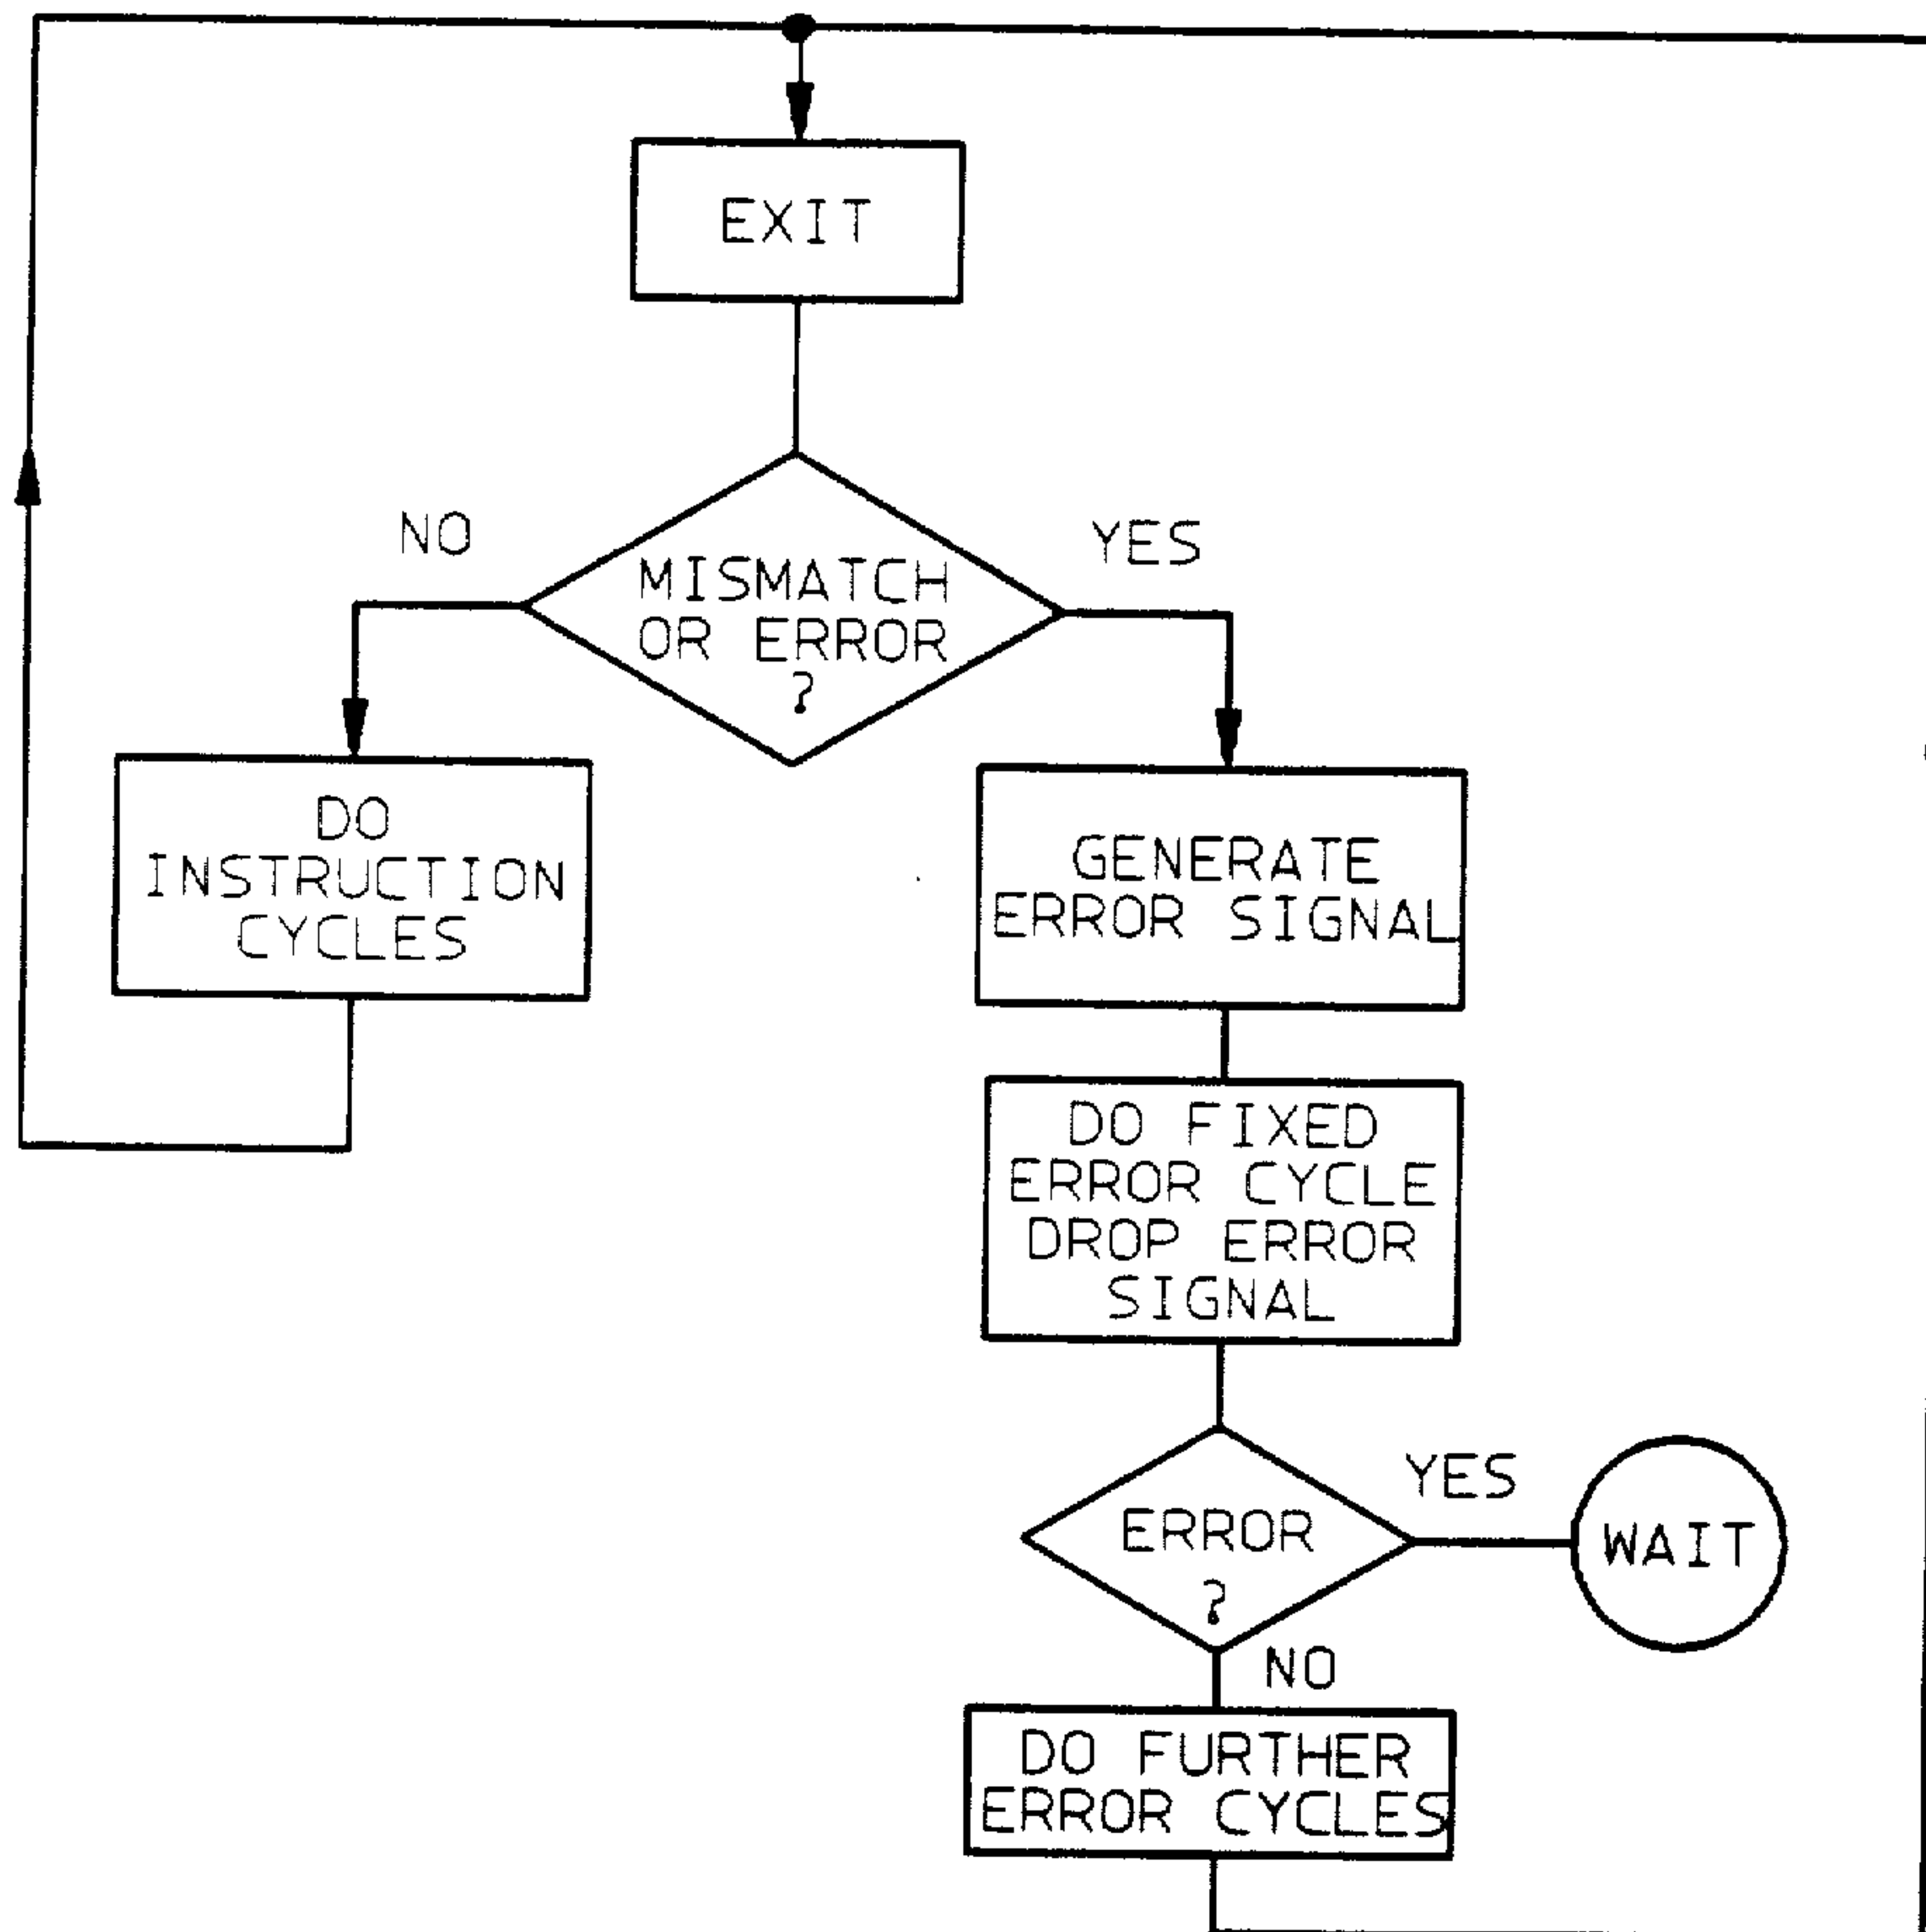 EXIT
NO
YES
MISMATCH
OR ERROR
?
DO
INSTRUCTION
CYCLES
GENERATE
ERROR SIGNAL
DO FIXED
ERROR CYCLE
DROP ERROR
SIGNAL
YES
ERROR
?
WAIT
NO
DO FURTHER
ERROR CYCLES